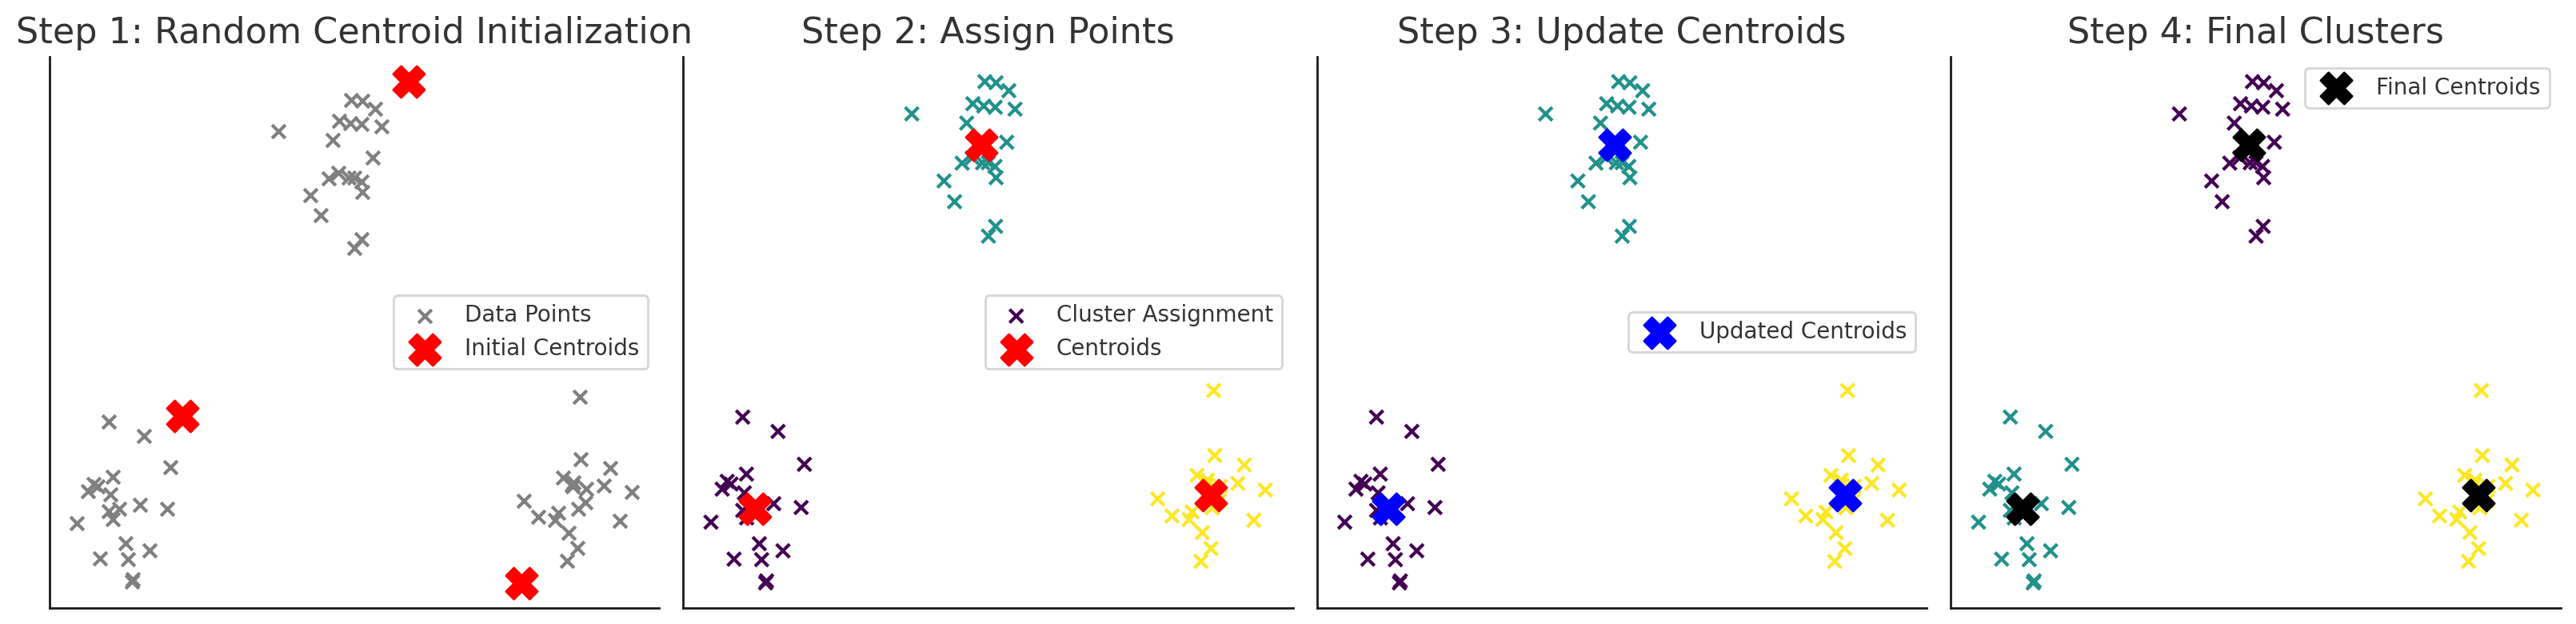 Step 1: Random Centroid Initialization
Data Points
Initial Centroids
Step 2: Assign Points
Cluster Assignment
Centroids
Step 3: Update Centroids
Updated Centroids
Step 4: Final Clusters
Final Centroids